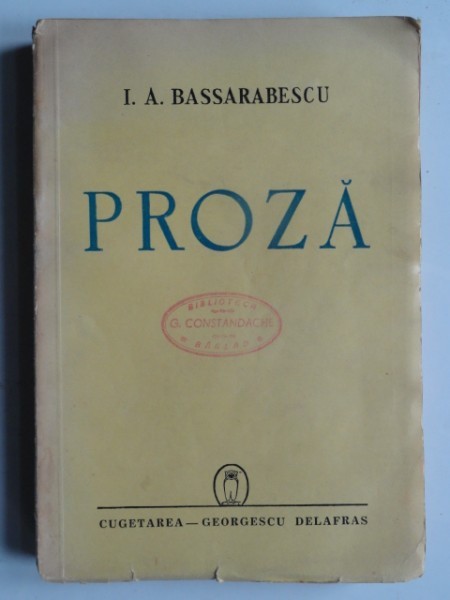 I. A. BASSARABESCU
PROZĂ
BIBLIOTECA
G. CONSTANDACHE
CUGETAREA — GEORGESCU DELAFRAS